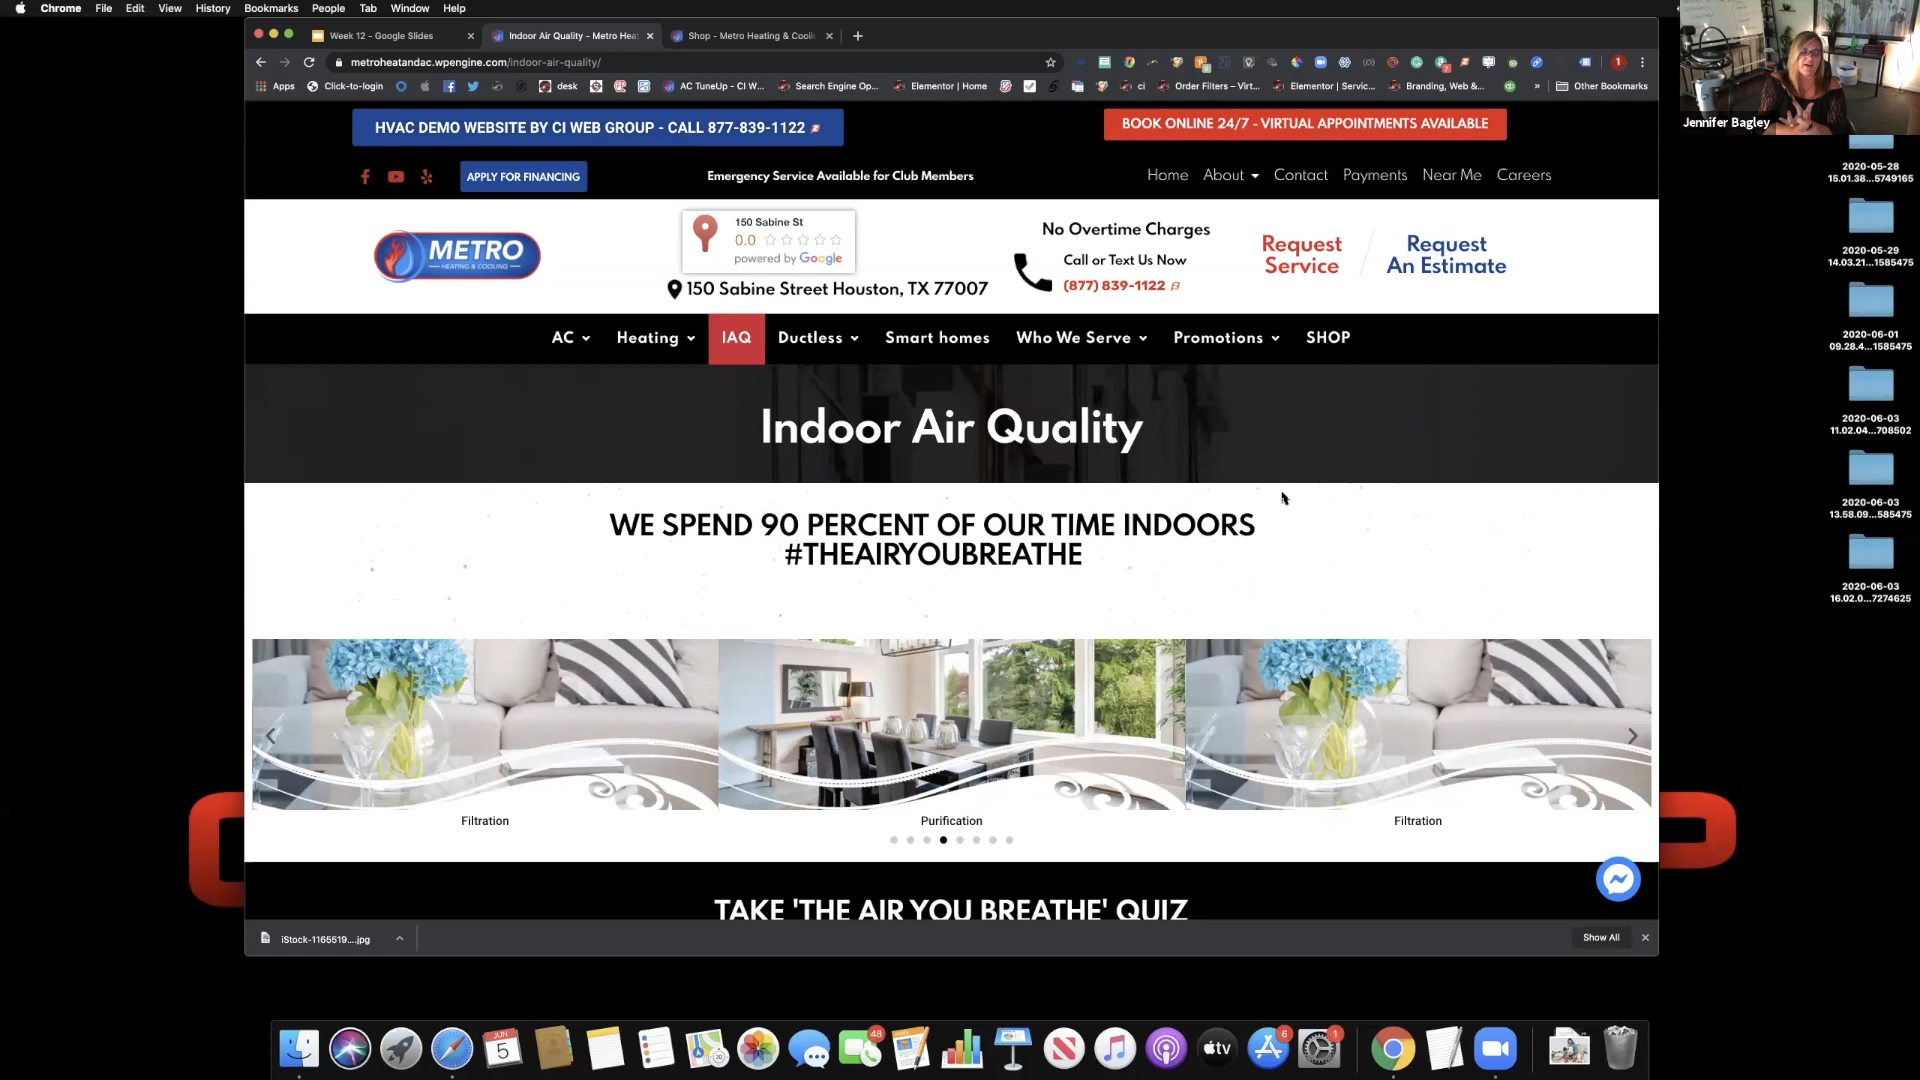 Chrome File Edit View History Bookmarks People Tab Window Help
Week 12 - Google Slides
Indoor Air Quality - Metro Hea
Shop - Metro Heating & Cooli
metroheatandac.wpengine.com/indoor-air-quality/
Apps
Click-to-login
desk
AC TuneUp - CI W...
Search Engine Op...
Elementor | Home
ci
Order Filters – Virt...
Elementor | Servic...
Branding, Web &...
»
Other Bookmarks
Jennifer Bagley
HVAC DEMO WEBSITE BY CI WEB GROUP - CALL 877-839-1122
BOOK ONLINE 24/7 - VIRTUAL APPOINTMENTS AVAILABLE
APPLY FOR FINANCING
Emergency Service Available for Club Members
Home About Contact Payments Near Me Careers
METRO
HEATING & COOLING
150 Sabine St
0.0
powered by Google
150 Sabine Street Houston, TX 77007
No Overtime Charges
Call or Text Us Now
(877) 839-1122
Request
Service
Request
An Estimate
AC Heating IAQ Ductless Smart homes Who We Serve Promotions SHOP
Indoor Air Quality
WE SPEND 90 PERCENT OF OUR TIME INDOORS
#THEAIRYOUBREATHE
Filtration
Purification
Filtration
TAKE 'THE AIR YOU BREATHE' QUIZ
iStock-1165519....jpg
Show All
2020-05-28
15.01.38...5749165
2020-05-29
14.03.21...1585475
2020-06-01
09.28.4...1585475
2020-06-03
11.02.04...708502
2020-06-03
13.58.09...585475
2020-06-03
16.02.0...7274625
JUN
5
48
tv
6
1